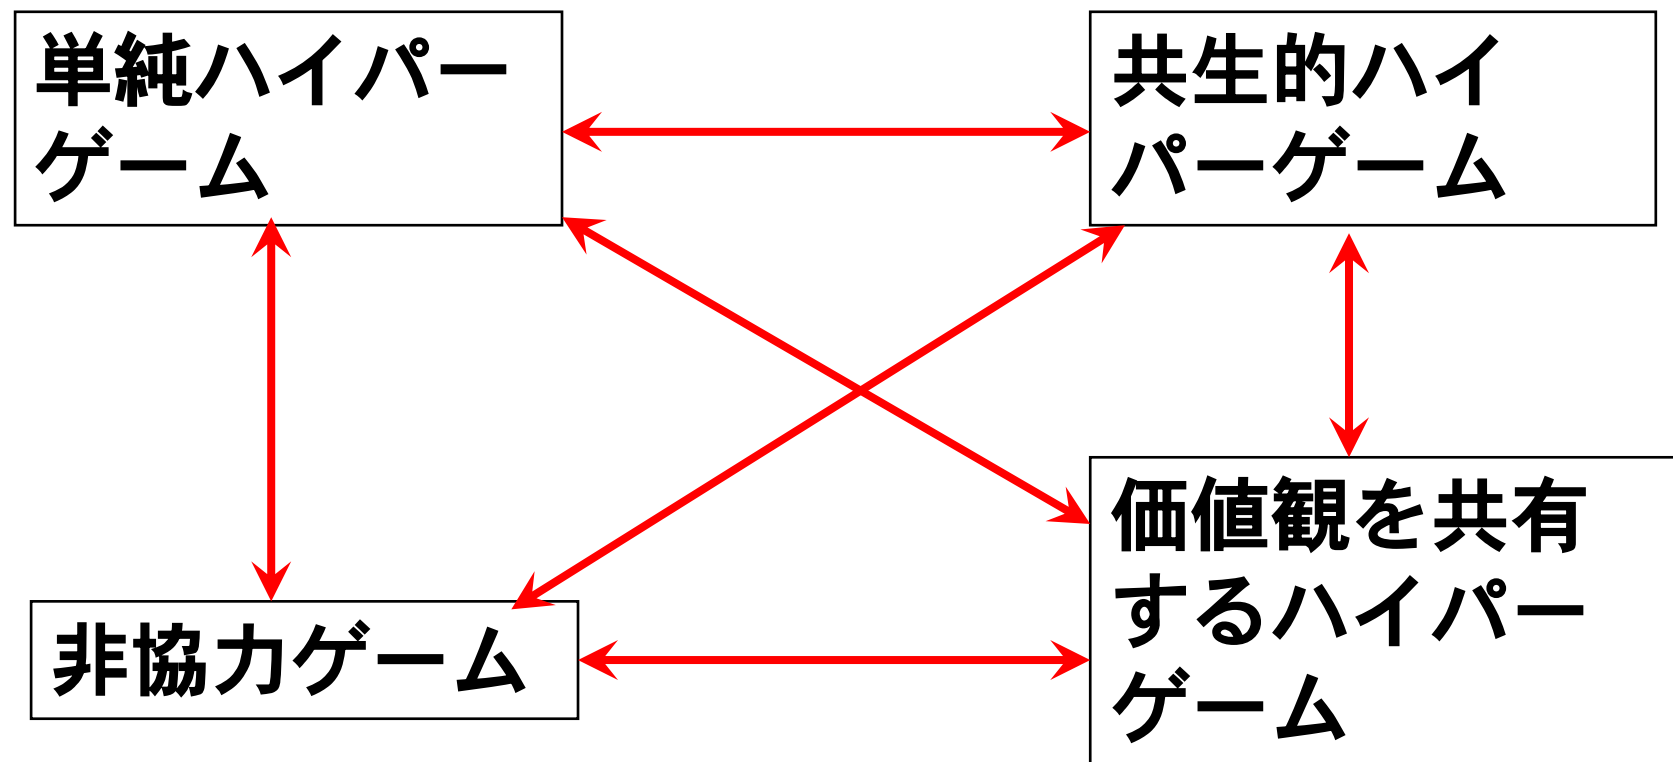 単純ハイパー
ゲーム
共生的ハイ
パーゲーム
非協力ゲーム
価値観を共有
するハイパー
ゲーム